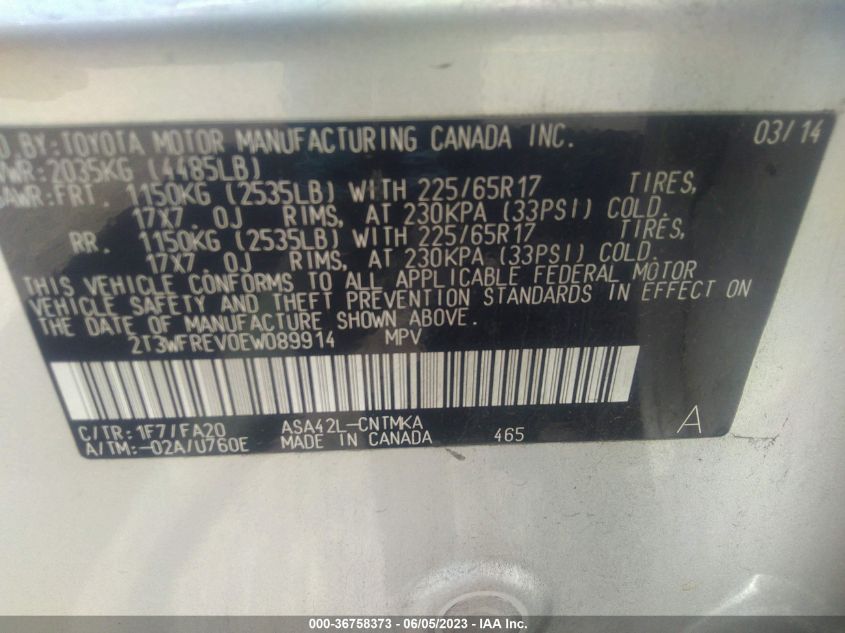 D BY: TOYOTA MOTOR MANUFACTURING CANADA INC. 03/14
VWR: 2035KG (4485LB)
AWR: FRT. 1150KG (2535LB) WITH 225/65R17 TIRES,
17X7.0J RIMS, AT 230KPA (33PSI) COLD.
RR. 1150KG (2535LB) WITH 225/65R17 TIRES,
17X7.0J RIMS, AT 230KPA (33PSI) COLD.
THIS VEHICLE CONFORMS TO ALL APPLICABLE FEDERAL MOTOR
VEHICLE SAFETY AND THEFT PREVENTION STANDARDS IN EFFECT ON
THE DATE OF MANUFACTURE SHOWN ABOVE.
2T3WFREV0EW089914 MPV
C/TR: 1F7/FA20 ASA42L-CNTMKA
A/TM: -02A/U760E MADE IN CANADA 465 A
000-36758373 - 06/05/2023 - IAA Inc.